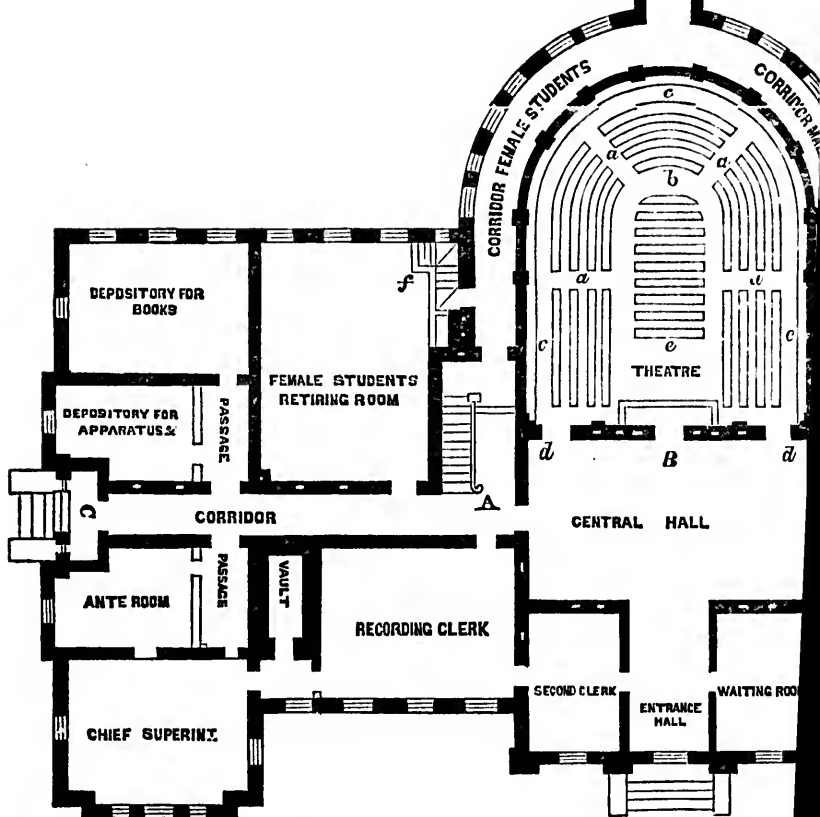 CORRIDOR FEMALE STUDENTS
CORRIDOR
c
a
a
b
DEPOSITORY FOR
BOOKS
f
a
a
c
e
c
THEATRE
FEMALE STUDENTS
RETIRING ROOM
DEPOSITORY FOR
APPARATUS &
PASSAGE
d
B
d
A
C
CORRIDOR
CENTRAL HALL
ANTE ROOM
PASSAGE
VAULT
RECORDING CLERK
SECOND CLERK
ENTRANCE
HALL
WAITING ROO
CHIEF SUPERINT.